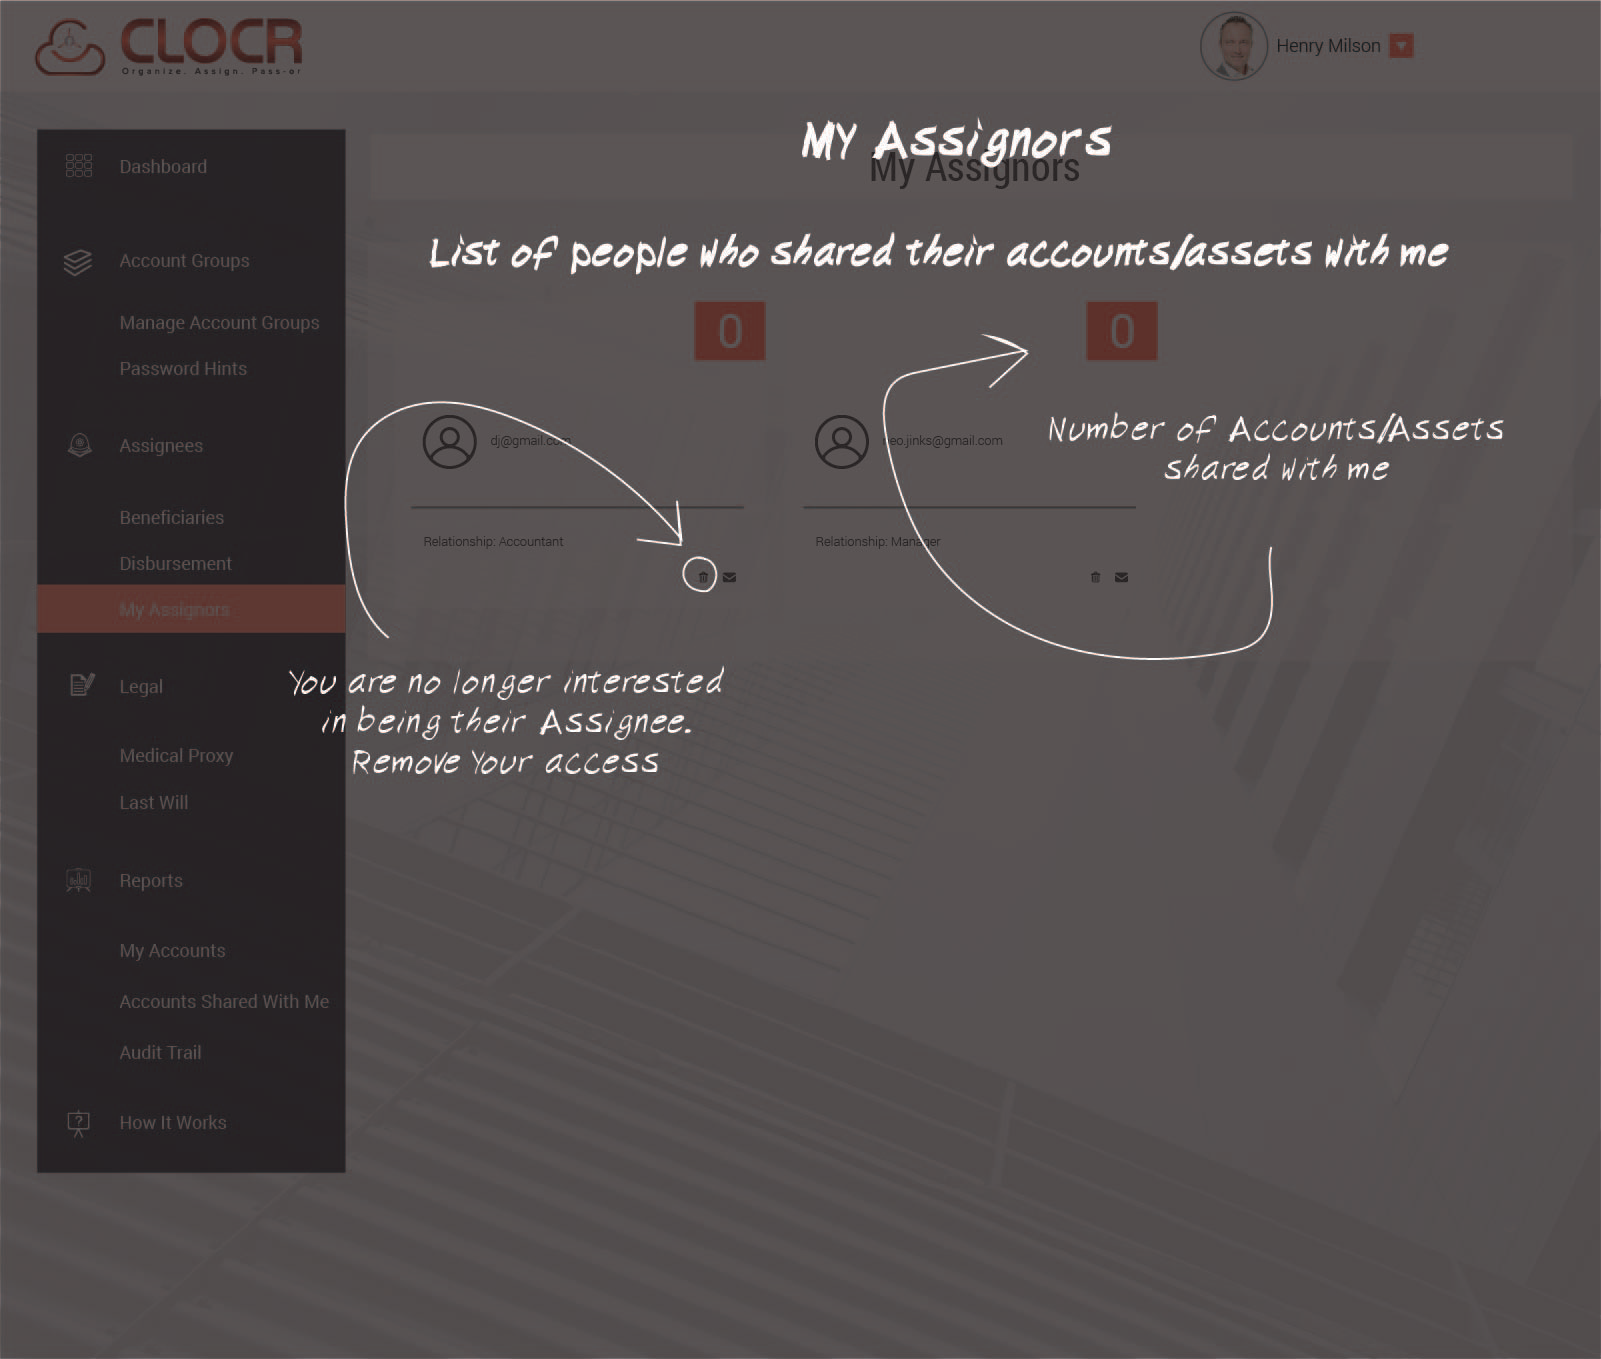 CLOCR
Organize. Assign. Pass-or
Henry Milson
MY Assignors
My Assignors
List of people who shared their accounts/assets with me
Dashboard
Account Groups
Manage Account Groups
Password Hints
Assignees
Beneficiaries
Disbursement
My Assignors
Legal
Medical Proxy
Last Will
Reports
My Accounts
Accounts Shared With Me
Audit Trail
How It Works
0
dj@gmail.com
Relationship: Accountant
0
neo.jinks@gmail.com
Relationship: Manager
Number of Accounts/Assets
shared with me
You are no longer interested
in being their Assignee.
Remove Your access